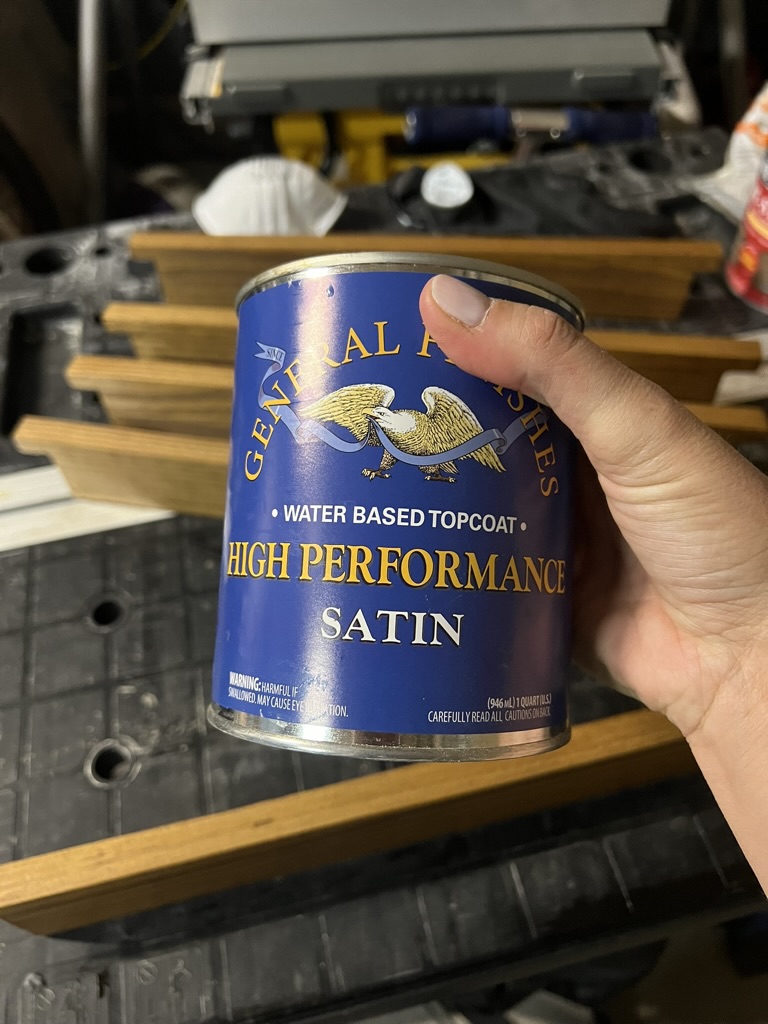 SINCE
GENERAL FINISHES
• WATER BASED TOPCOAT •
HIGH PERFORMANCE
SATIN
WARNING: HARMFUL IF
SWALLOWED. MAY CAUSE EYE
(946 mL) 1 QUART (U.S.)
CAREFULLY READ ALL CAUTIONS ON BACK.